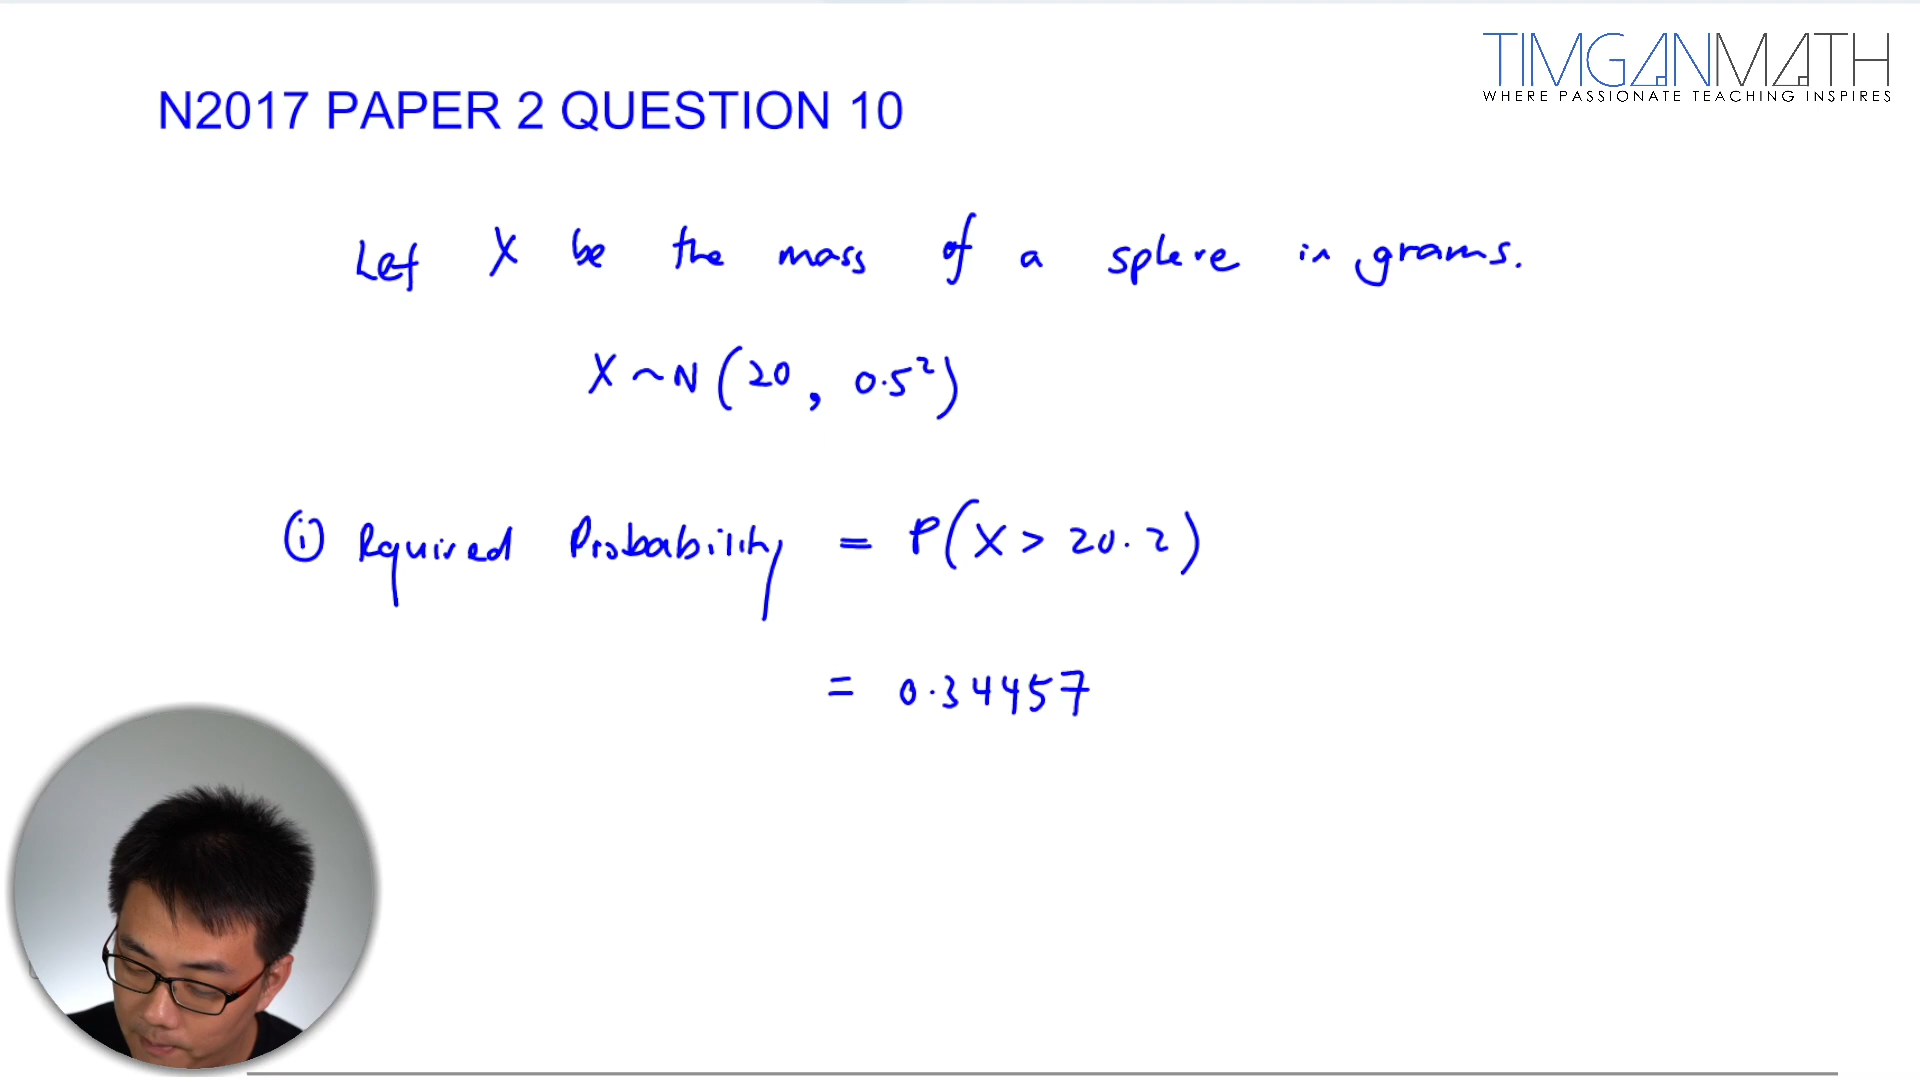 TIMGANMATH
WHERE PASSIONATE TEACHING INSPIRES
N2017 PAPER 2 QUESTION 10
Let X be the mass of a sphere in grams.
X ~ N (20, 0.5²)
(i) Required Probability = P(X > 20.2)
= 0.34457